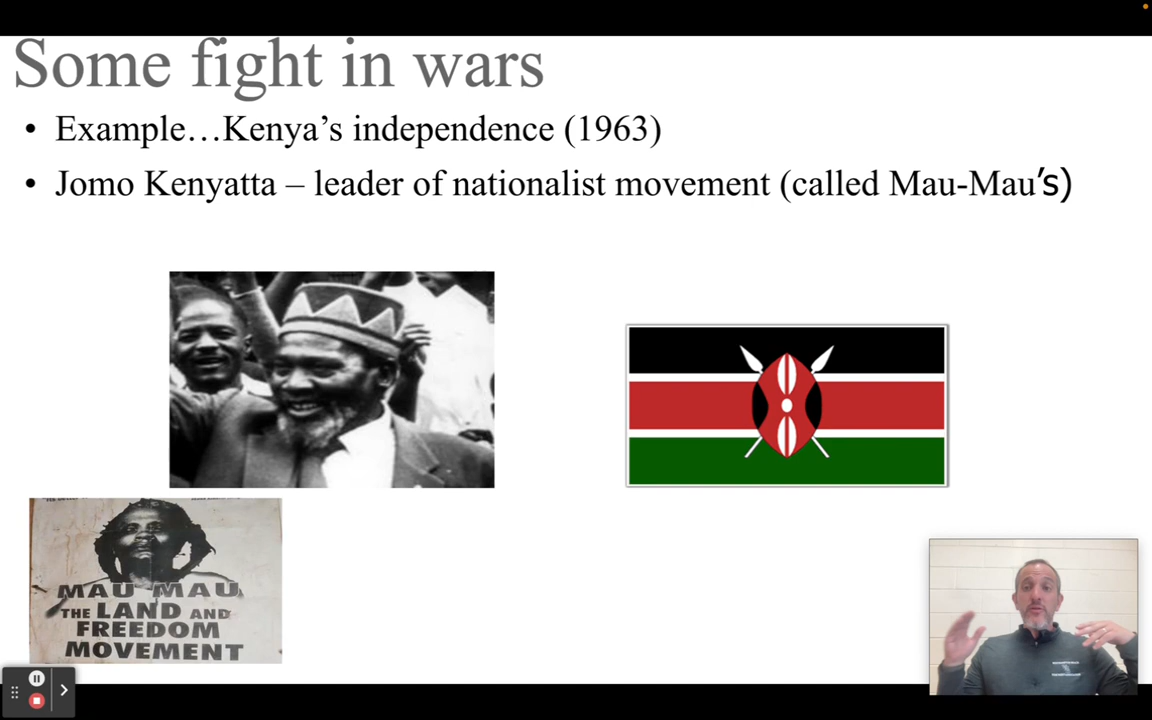 Some fight in wars
• Example…Kenya’s independence (1963)
• Jomo Kenyatta – leader of nationalist movement (called Mau-Mau’s)
MAU MAU
THE LAND AND
FREEDOM
MOVEMENT